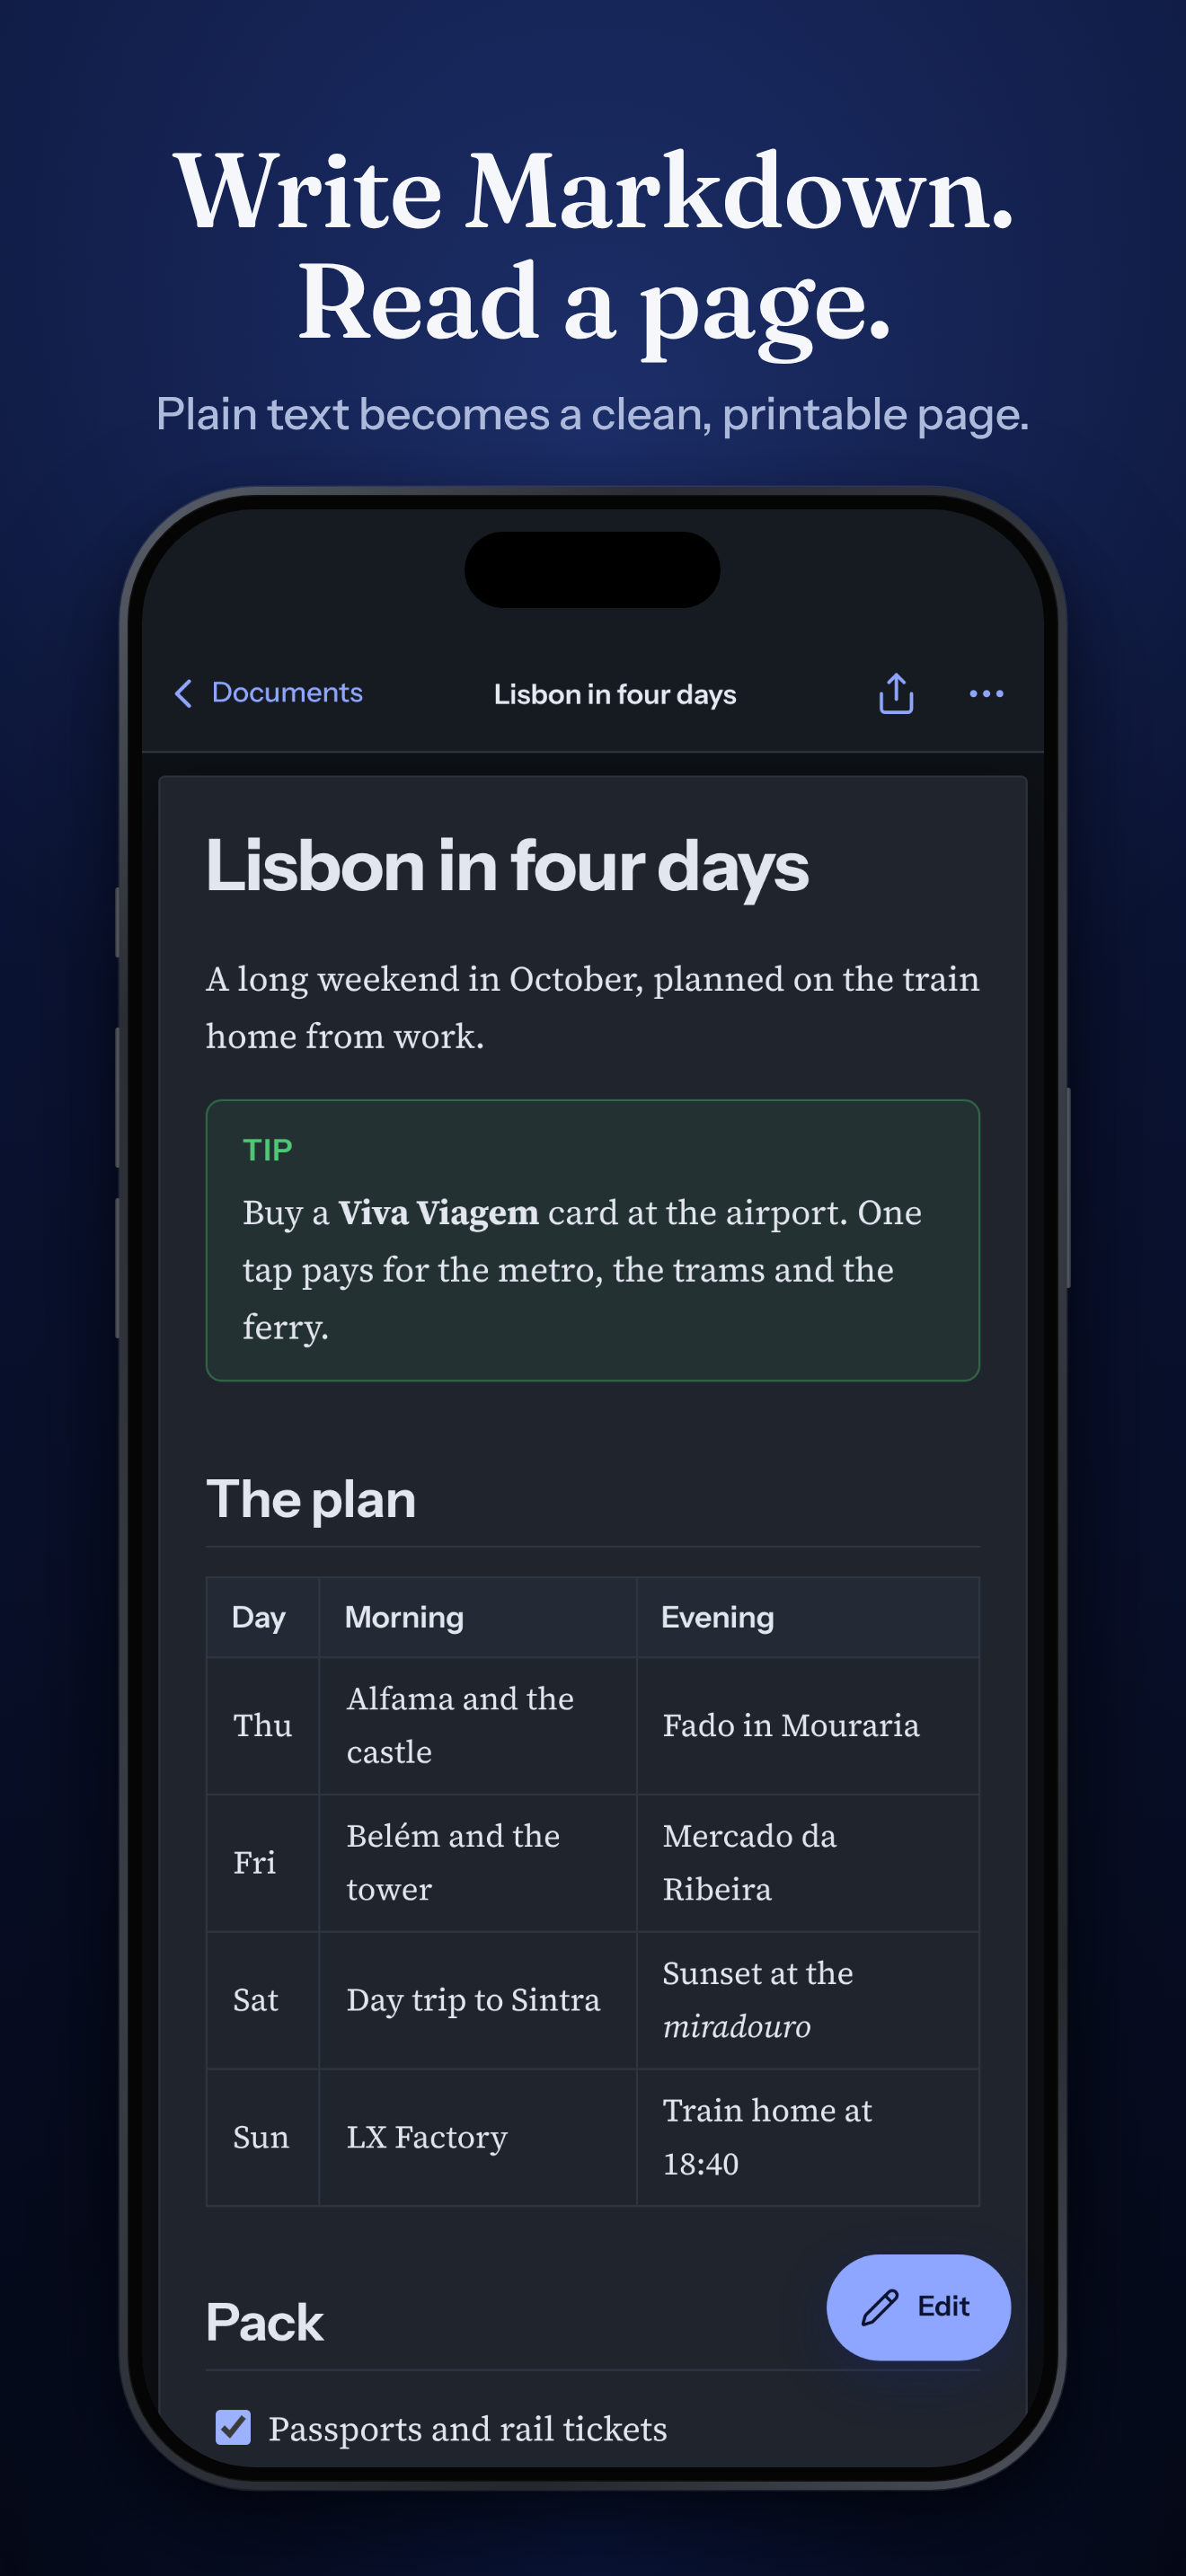 Write Markdown.
Read a page.
Plain text becomes a clean, printable page.
Documents
Lisbon in four days
Lisbon in four days
A long weekend in October, planned on the train
home from work.
TIP
Buy a Viva Viagem card at the airport. One
tap pays for the metro, the trams and the
ferry.
The plan
Day Morning Evening
Thu Alfama and the castle Fado in Mouraria
Fri Belém and the tower Mercado da Ribeira
Sat Day trip to Sintra Sunset at the miradouro
Sun LX Factory Train home at 18:40
Pack
Edit
Passports and rail tickets